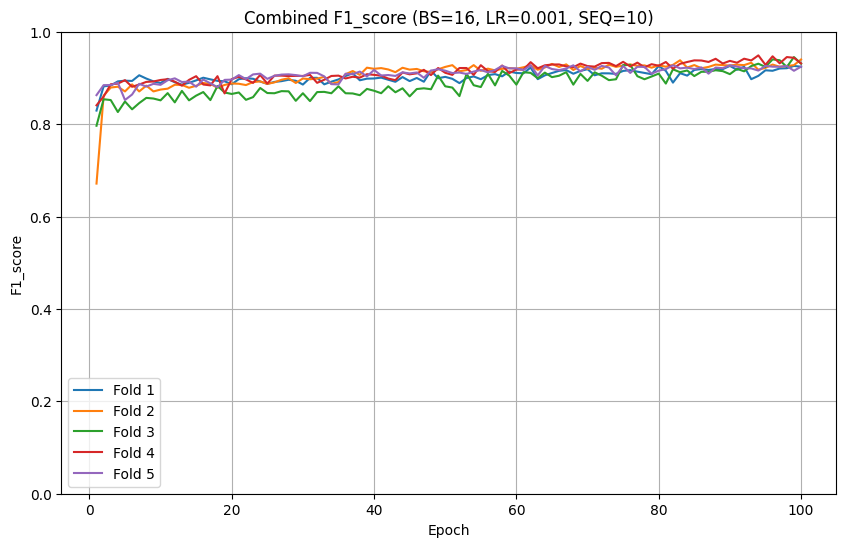 Combined F1_score (BS=16, LR=0.001, SEQ=10)
F1_score
1.0
0.8
0.6
0.4
0.2
0.0
Fold 1
Fold 2
Fold 3
Fold 4
Fold 5
0 20 40 60 80 100
Epoch